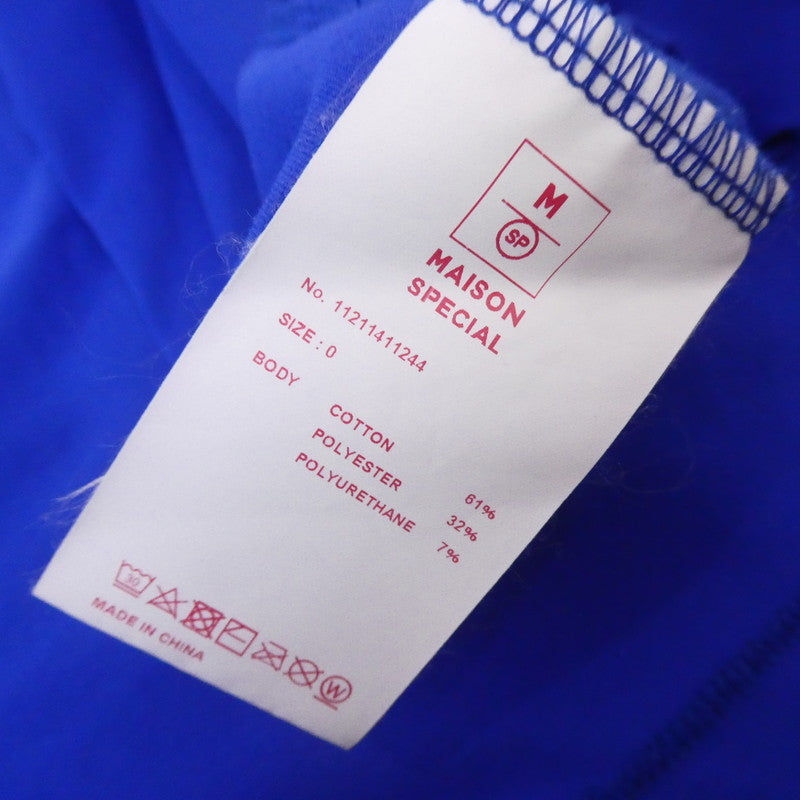 M
SP
MAISON
SPECIAL
No. 11211411244
SIZE : 0
BODY
COTTON 61%
POLYESTER 32%
POLYURETHANE 7%
30
W
MADE IN CHINA